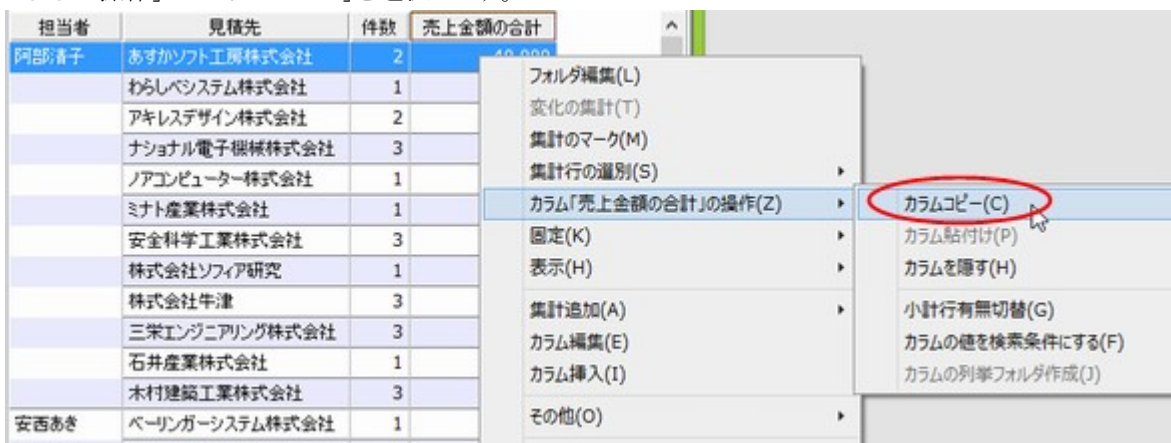 担当者 見積先 件数 売上金額の合計
阿部清子 あすかソフト工房株式会社 2
わらしべシステム株式会社 1
アキレスデザイン株式会社 2
ナショナル電子機械株式会社 3
ノアコンピューター株式会社 1
ミナト産業株式会社 1
安全科学工業株式会社 3
株式会社ソフィア研究 1
株式会社牛津 3
三栄エンジニアリング株式会社 3
石井産業株式会社 1
木村建築工業株式会社 3
安西あき ベーリンガーシステム株式会社 1
フォルダ編集(L)
変化の集計(T)
集計のマーク(M)
集計行の選別(S)
カラム「売上金額の合計」の操作(Z)
固定(K)
表示(H)
集計追加(A)
カラム編集(E)
カラム挿入(I)
その他(O)
カラムコピー(C)
カラム貼付け(P)
カラムを隠す(H)
小計行有無切替(G)
カラムの値を検索条件にする(F)
カラムの列挙フォルダ作成(J)